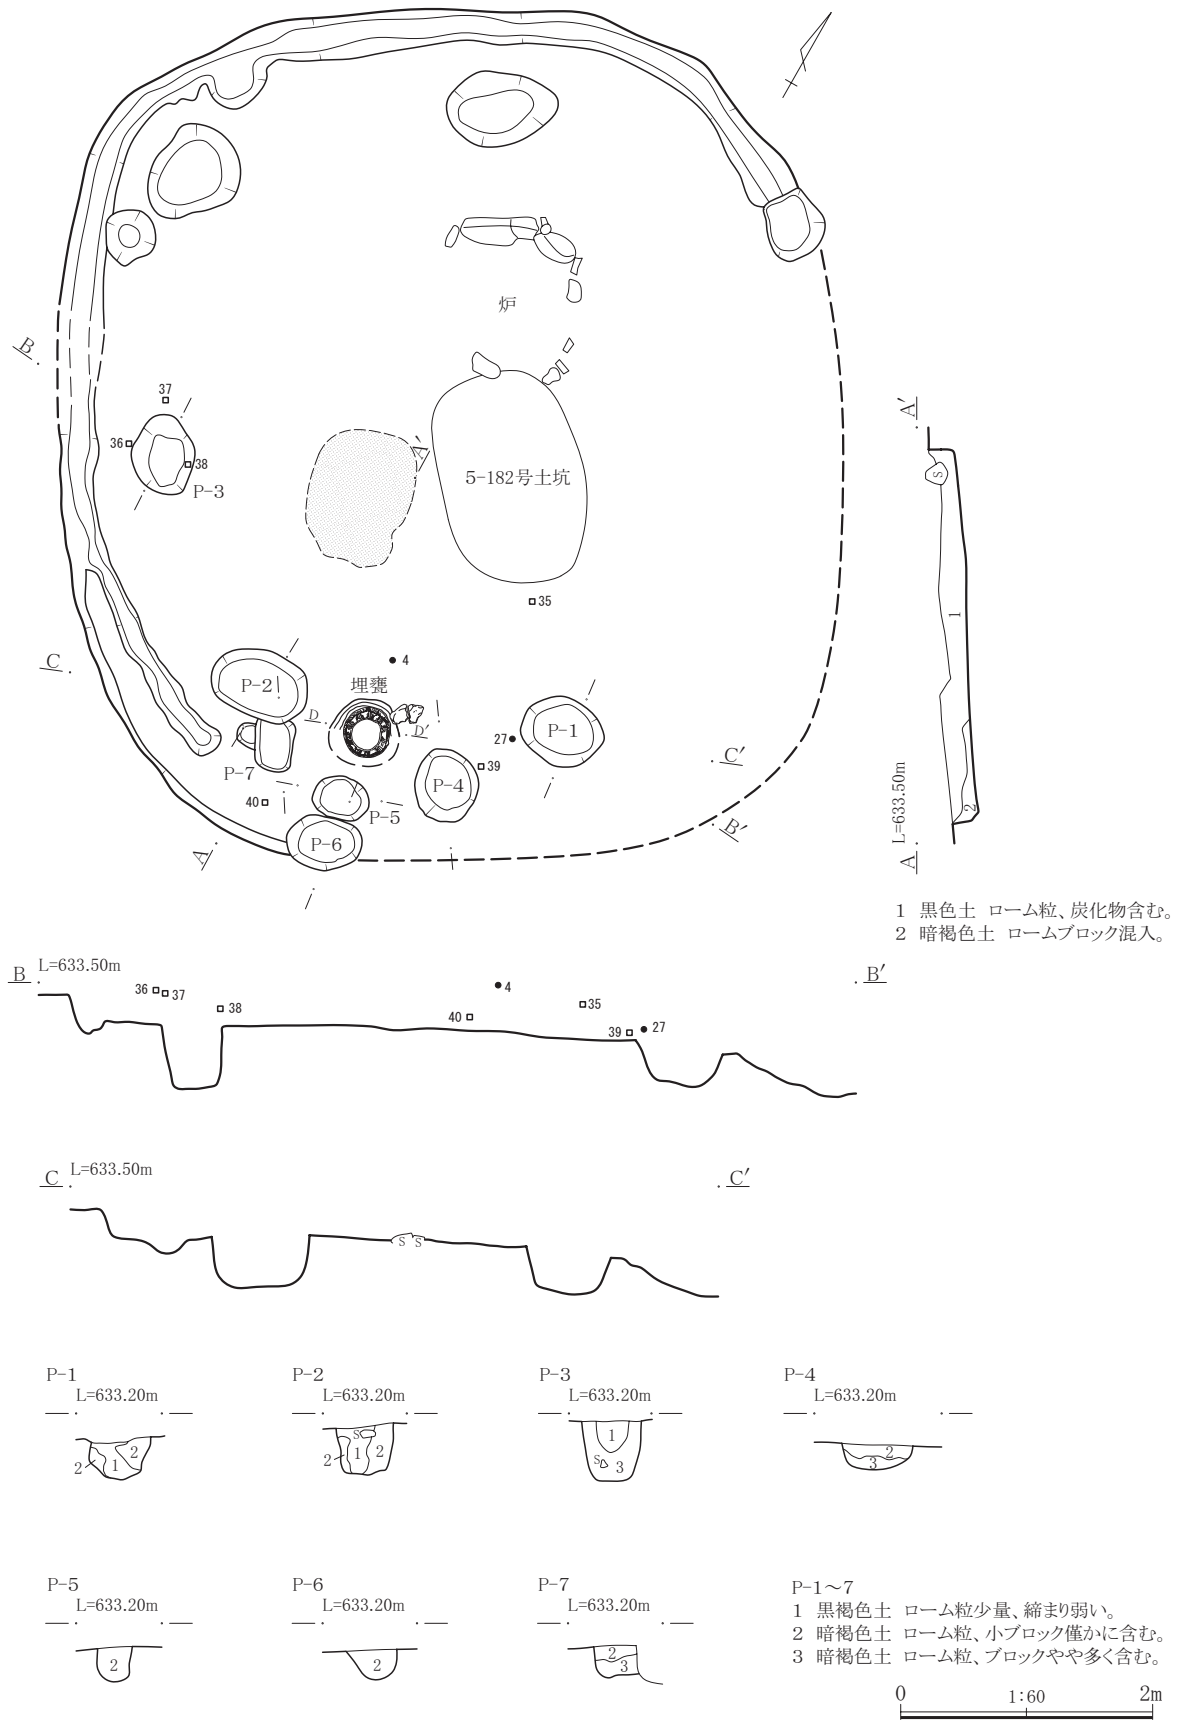 炉
B
37
36
38
P-3
A′
5-182号土坑
35
A′
S
1
2
L=633.50m
A
C
4
P-2
埋甕
D
D′
27
P-1
39
P-7
P-4
C′
40
P-5
B′
P-6
A
1 黒色土 ローム粒、炭化物含む。
2 暗褐色土 ロームブロック混入。
B L=633.50m B′
36 37 38 4 40 35 39 27
C L=633.50m C′
S S
P-1
L=633.20m
2 1 2
P-2
L=633.20m
S
2 1 2
P-3
L=633.20m
1
S 3
P-4
L=633.20m
2
3
P-5
L=633.20m
2
P-6
L=633.20m
2
P-7
L=633.20m
2
3
P-1～7
1 黒褐色土 ローム粒少量、締まり弱い。
2 暗褐色土 ローム粒、小ブロック僅かに含む。
3 暗褐色土 ローム粒、ブロックやや多く含む。
0 1:60 2m